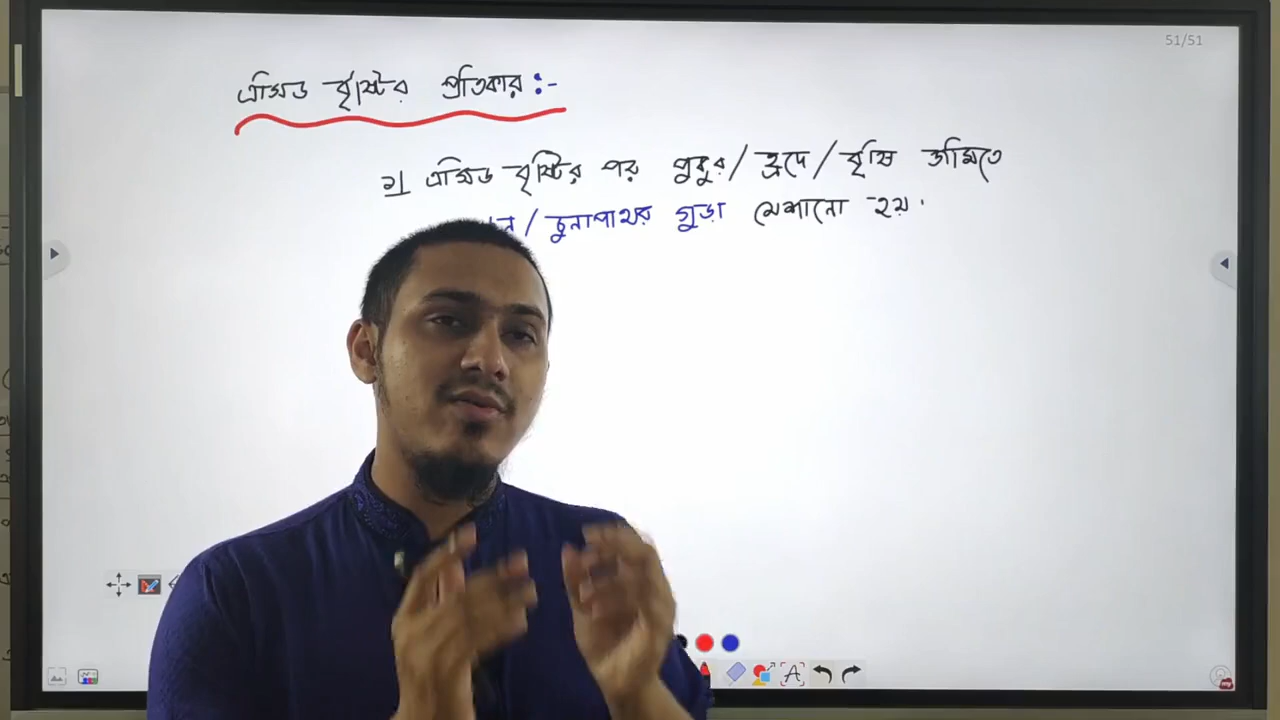 51/51
এসিড বৃষ্টির প্রতিকার :-
১| এসিড বৃষ্টির পর পুকুর / হ্রদে / কৃষি জমিতে
/ চুনাপাথর গুড়া মেশানো হয়.